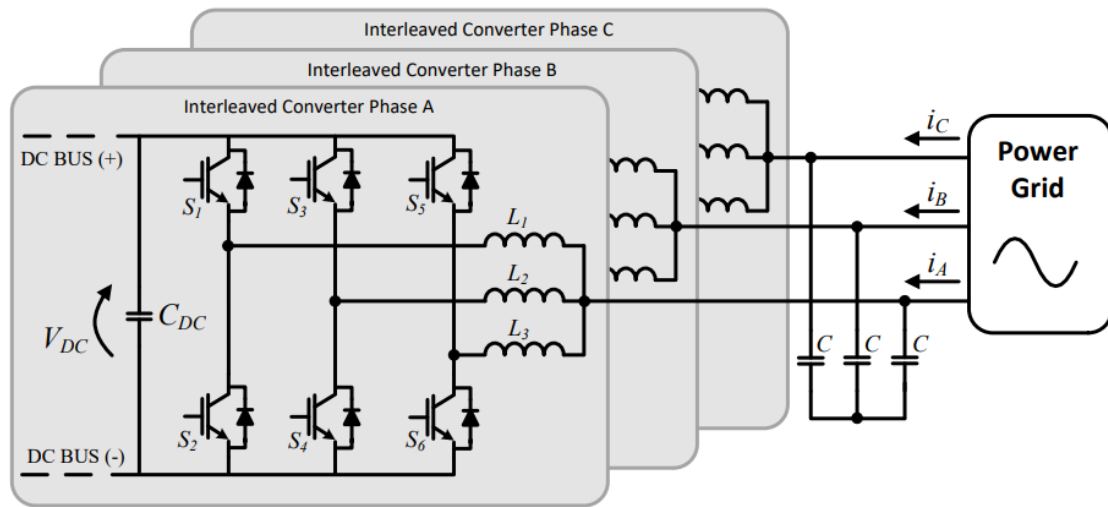 Interleaved Converter Phase C
Interleaved Converter Phase B
Interleaved Converter Phase A
DC BUS (+)
S1
S3
S5
L1
L2
L3
VDC
CDC
S2
S4
S6
DC BUS (-)
iC
iB
iA
C
C
C
Power
Grid